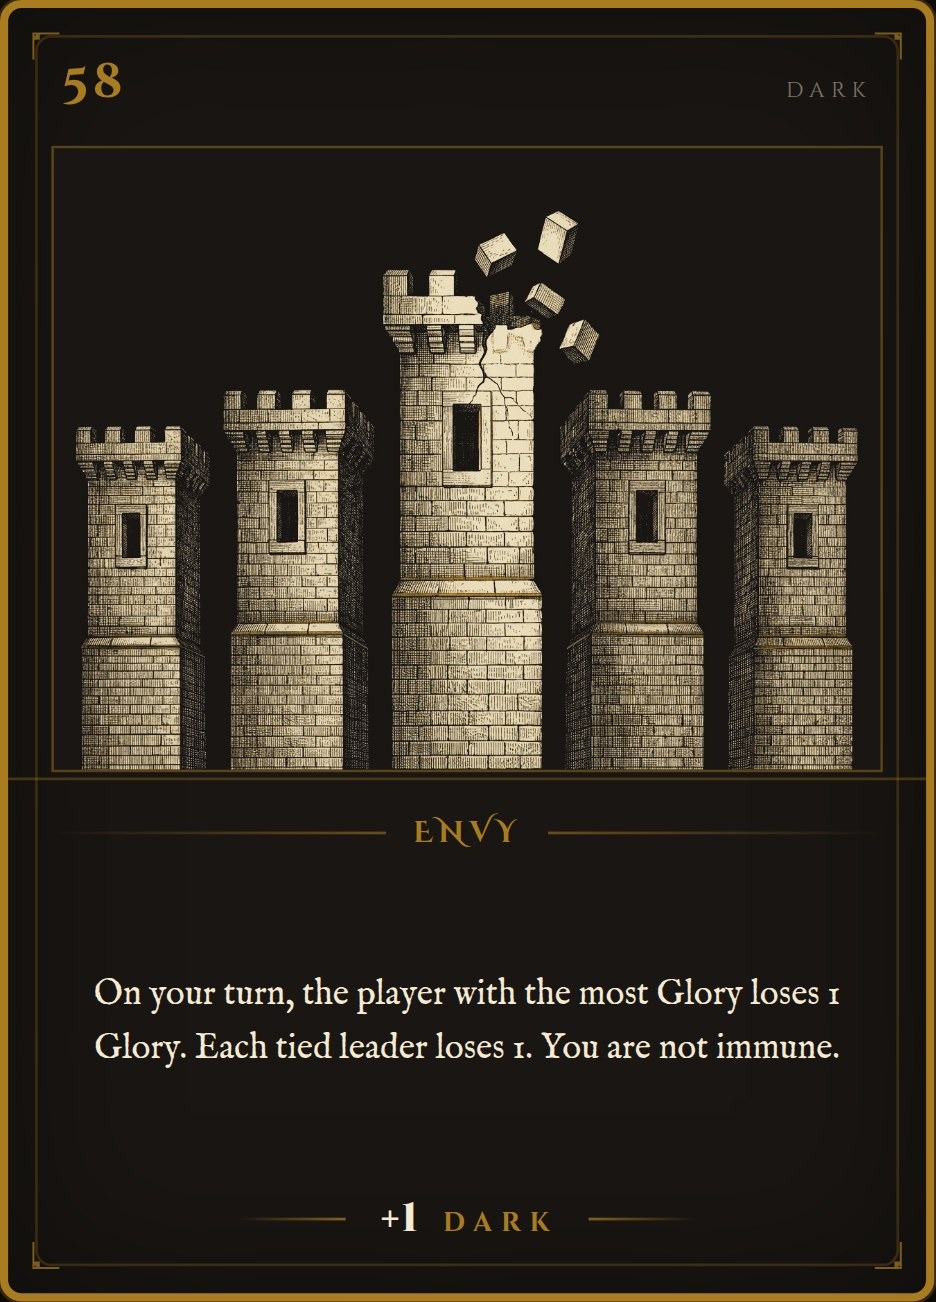 58
DARK
ENVY
On your turn, the player with the most Glory loses 1
Glory. Each tied leader loses 1. You are not immune.
+1 DARK